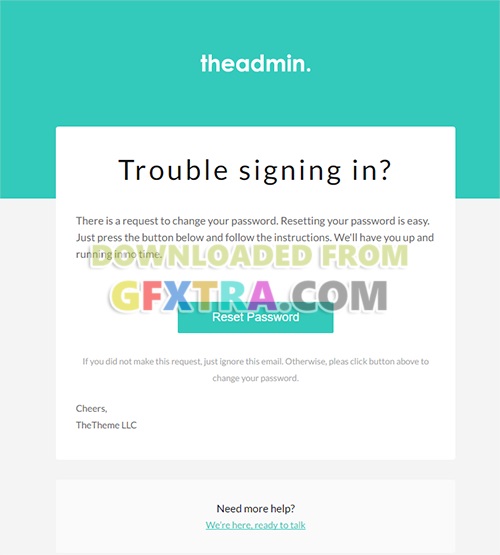 theadmin.
Trouble signing in?
There is a request to change your password. Resetting your password is easy.
Just press the button below and follow the instructions. We'll have you up and
running in no time.
DOWNLOADED FROM
GFXTRA.COM
Reset Password
If you did not make this request, just ignore this email. Otherwise, pleas click button above to
change your password.
Cheers,
TheTheme LLC
Need more help?
We're here, ready to talk